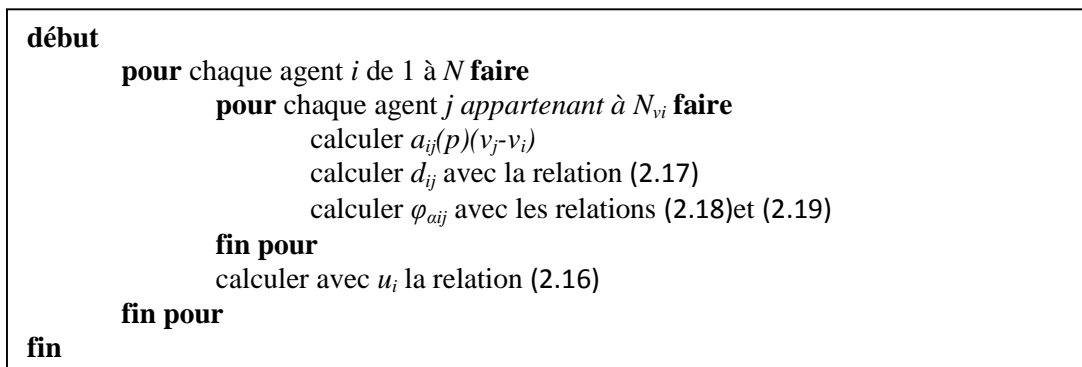 début
pour chaque agent i de 1 à N faire
pour chaque agent j appartenant à Nvi faire
calculer aij(p)(vj-vi)
calculer dij avec la relation (2.17)
calculer φαij avec les relations (2.18)et (2.19)
fin pour
calculer avec ui la relation (2.16)
fin pour
fin